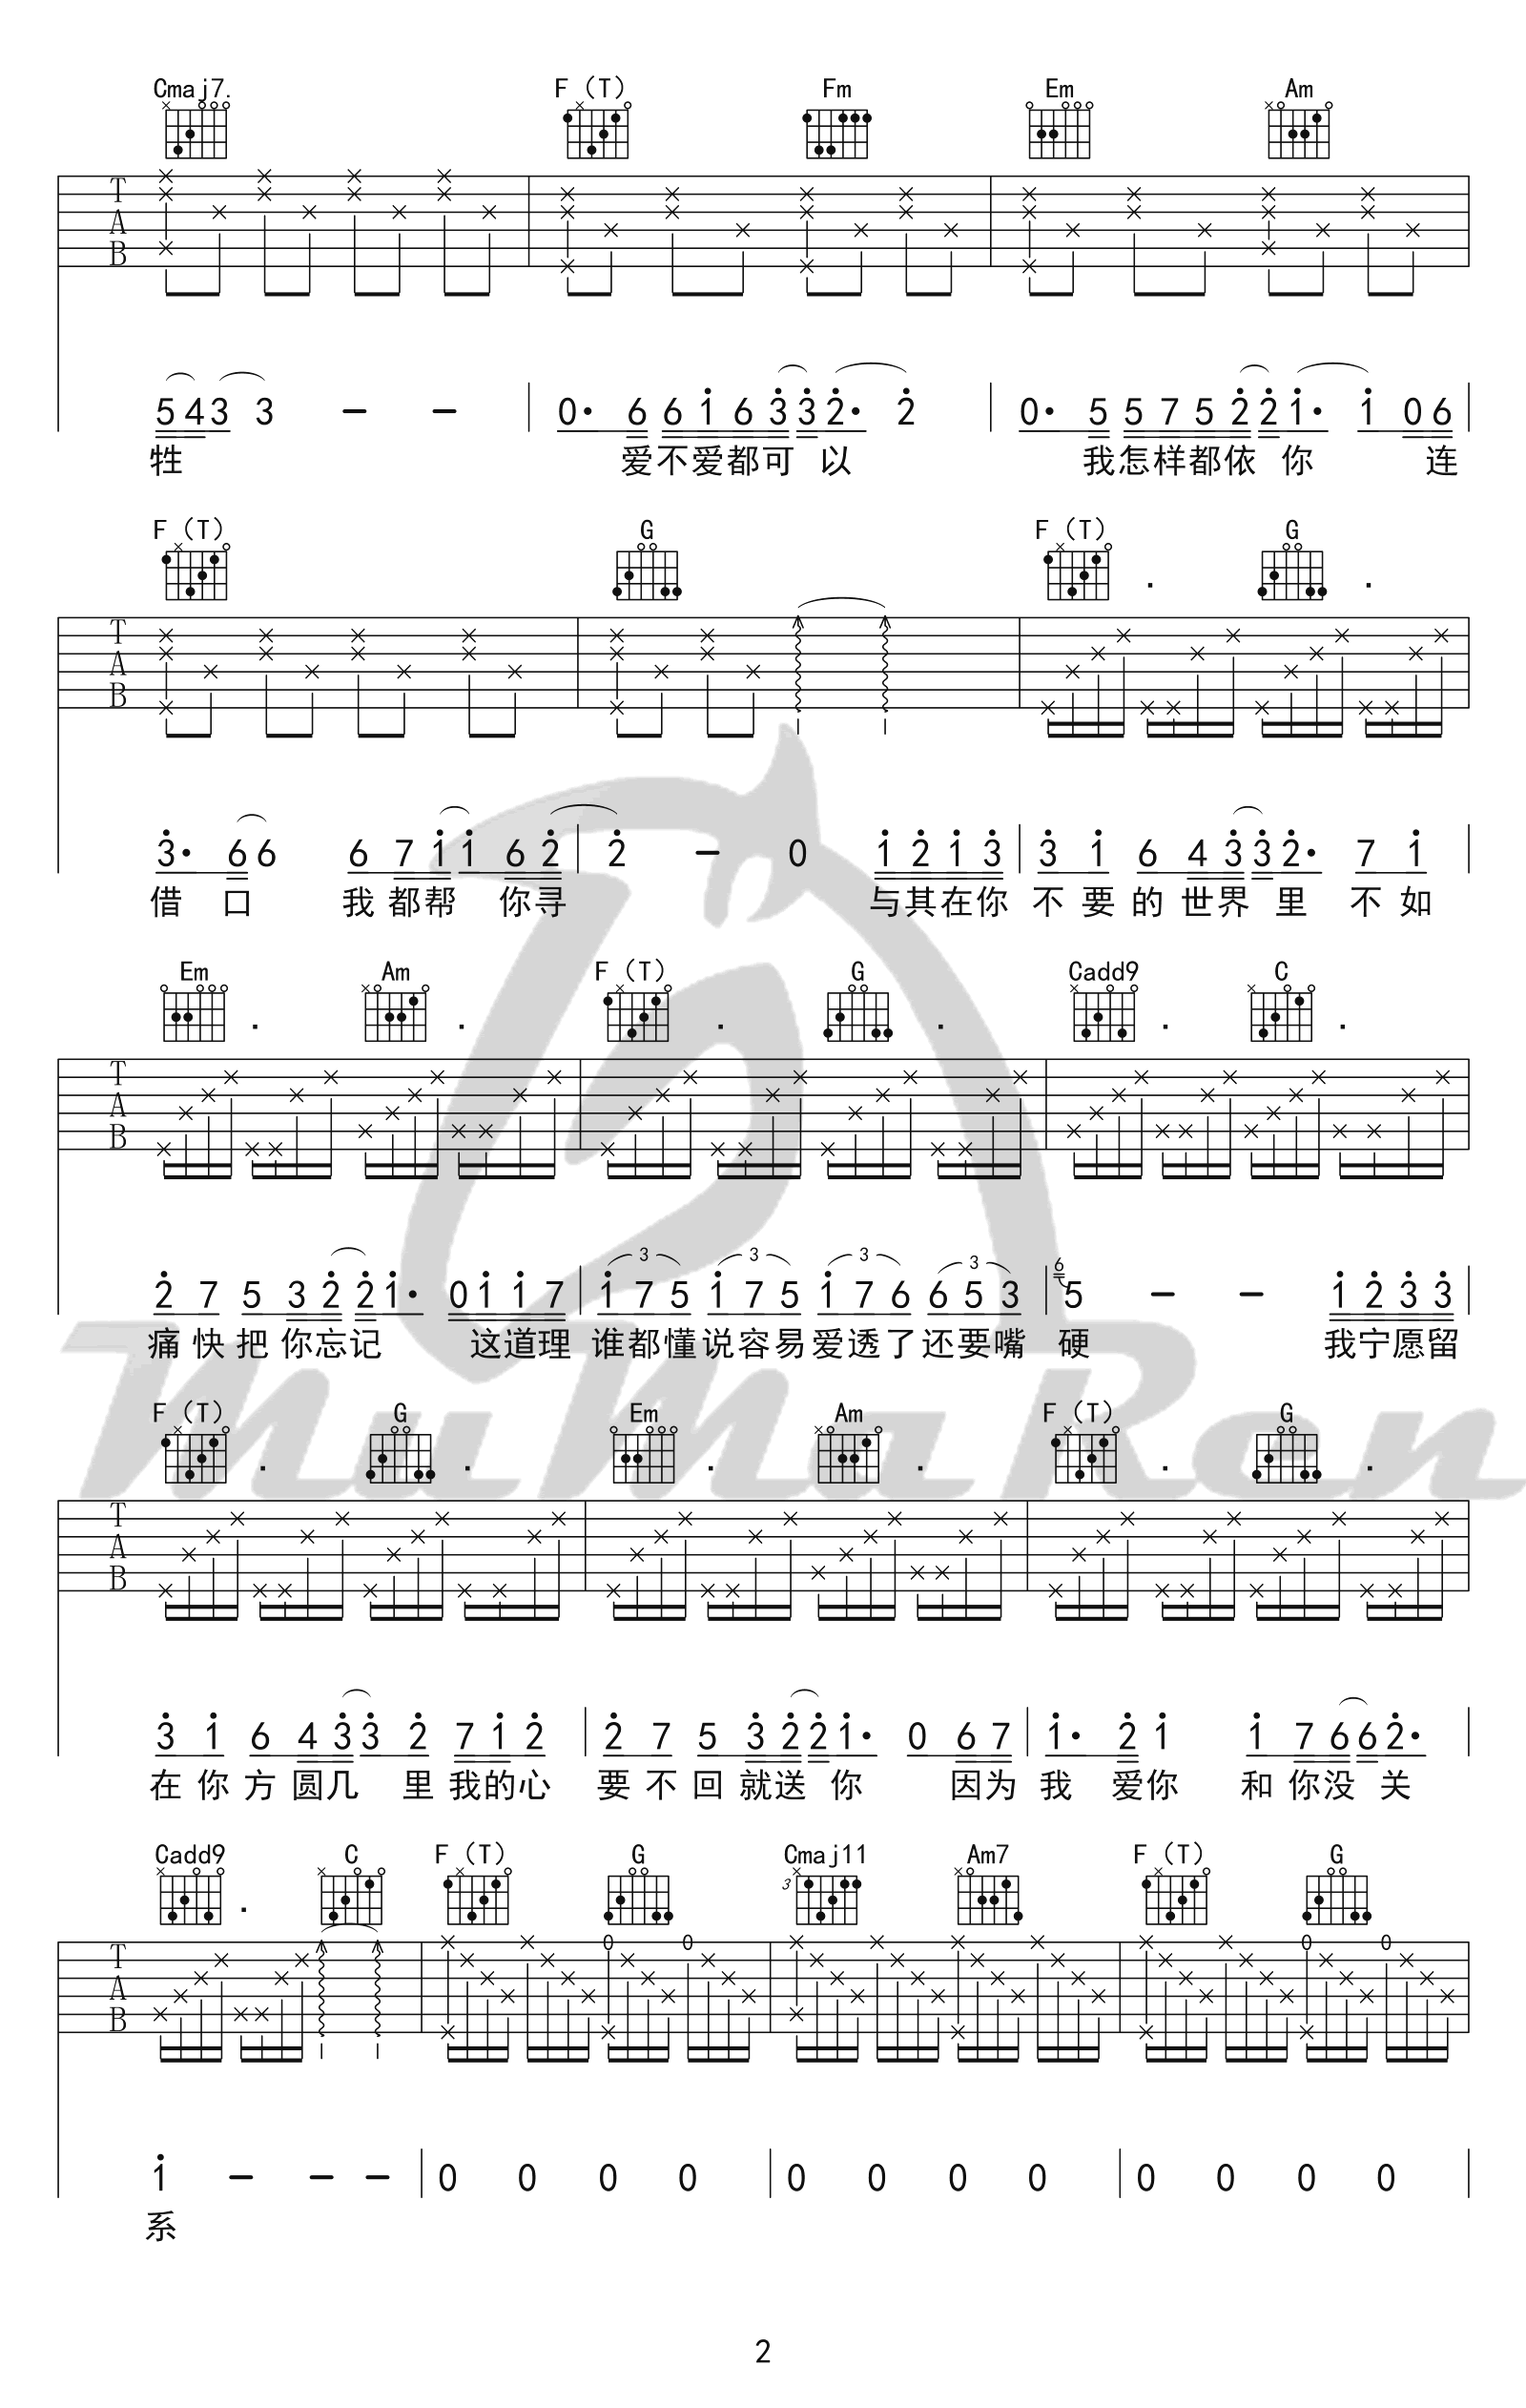 Cmaj7. F（T） Fm Em Am
T
A
B
5 4 3 3 – – 0· 6 6 1 6 3 3 2· 2 0· 5 5 7 5 2 2 1· 1 0 6
牲 爱不爱都可 以 我怎样都依 你 连
F（T） G F（T） . G .
T
A
B
3· 6 6 6 7 1 1 6 2 2 – 0 1 2 1 3 3 1 6 4 3 3 2· 7 1
借 口 我 都帮 你寻 与其在你 不 要 的 世界 里 不 如
Em . Am . F（T） . G . Cadd9 . C .
T
A
B
2 7 5 3 2 2 1· 0 1 1 7 3 1 7 5 3 1 7 5 3 1 7 6 3 6 5 3 6 5 – – 1 2 3 3
痛 快 把 你忘记 这道理 谁都懂说容易爱透了还要嘴 硬 我宁愿留
MuMaRen
F（T） . G . Em . Am . F（T） . G .
T
A
B
3 1 6 4 3 3 2 7 1 2 2 7 5 3 2 2 1· 0 6 7 1· 2 1 1 7 6 6 2·
在 你 方 圆几 里 我的心 要 不 回 就送 你 因为 我 爱你 和 你没 关
Cadd9 . C F（T） G Cmaj11 3 Am7 F（T） G
T
A
B
0 0 0 0
1 – – – 0 0 0 0 0 0 0 0 0 0 0 0
系
2